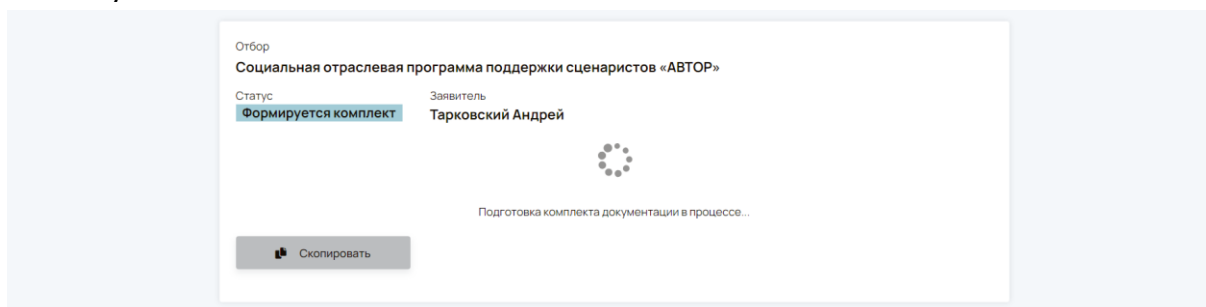 Отбор
Социальная отраслевая программа поддержки сценаристов «АВТОР»
Статус Заявитель
Формируется комплект Тарковский Андрей
Подготовка комплекта документации в процессе...
Скопировать